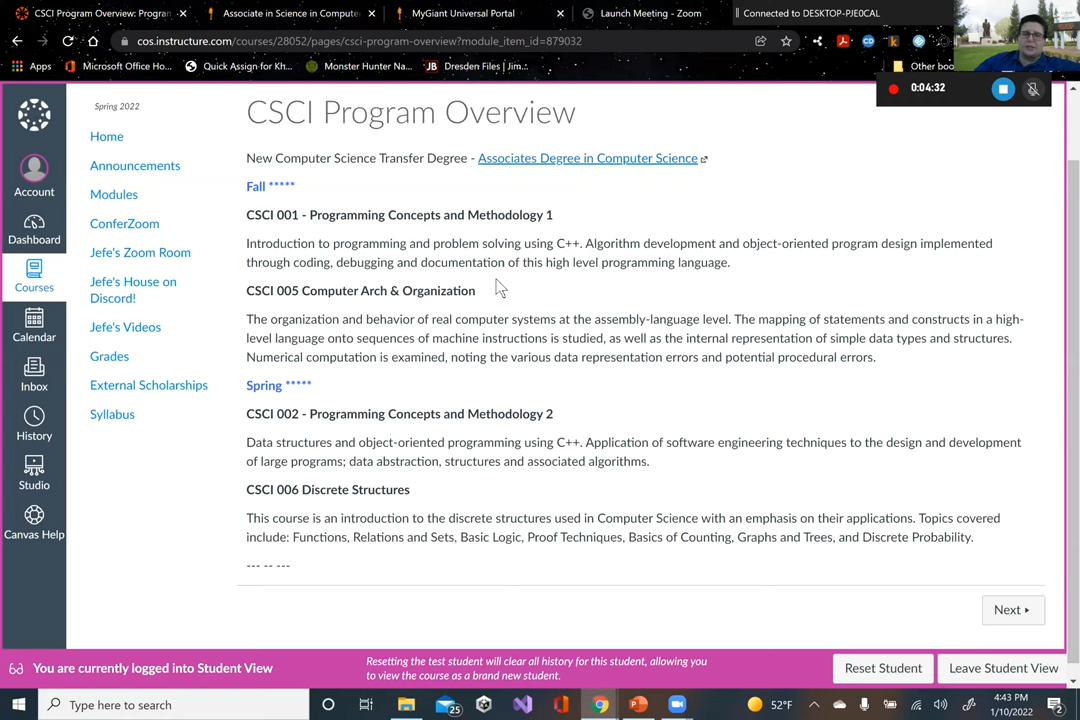 CSCI Program Overview: Progran
Associate in Science in Compute
MyGiant Universal Portal
Launch Meeting - Zoom
Connected to DESKTOP-PJE0CAL
cos.instructure.com/courses/28052/pages/csci-program-overview?module_item_id=879032
Apps
Microsoft Office Ho...
Quick Assign for Kh...
Monster Hunter Na...
JB
Dresden Files | Jim...
Other boo
00:04:32
Spring 2022
Account
Dashboard
Courses
Calendar
Inbox
History
Studio
Canvas Help
Home
Announcements
Modules
ConferZoom
Jefe's Zoom Room
Jefe's House on
Discord!
Jefe's Videos
Grades
External Scholarships
Syllabus
CSCI Program Overview
New Computer Science Transfer Degree - Associates Degree in Computer Science
Fall *****
CSCI 001 - Programming Concepts and Methodology 1
Introduction to programming and problem solving using C++. Algorithm development and object-oriented program design implemented
through coding, debugging and documentation of this high level programming language.
CSCI 005 Computer Arch & Organization
The organization and behavior of real computer systems at the assembly-language level. The mapping of statements and constructs in a high-
level language onto sequences of machine instructions is studied, as well as the internal representation of simple data types and structures.
Numerical computation is examined, noting the various data representation errors and potential procedural errors.
Spring *****
CSCI 002 - Programming Concepts and Methodology 2
Data structures and object-oriented programming using C++. Application of software engineering techniques to the design and development
of large programs; data abstraction, structures and associated algorithms.
CSCI 006 Discrete Structures
This course is an introduction to the discrete structures used in Computer Science with an emphasis on their applications. Topics covered
include: Functions, Relations and Sets, Basic Logic, Proof Techniques, Basics of Counting, Graphs and Trees, and Discrete Probability.
--- -- ---
Next
You are currently logged into Student View
Resetting the test student will clear all history for this student, allowing you
to view the course as a brand new student.
Reset Student
Leave Student View
Type here to search
25
52°F
4:43 PM
1/10/2022
2